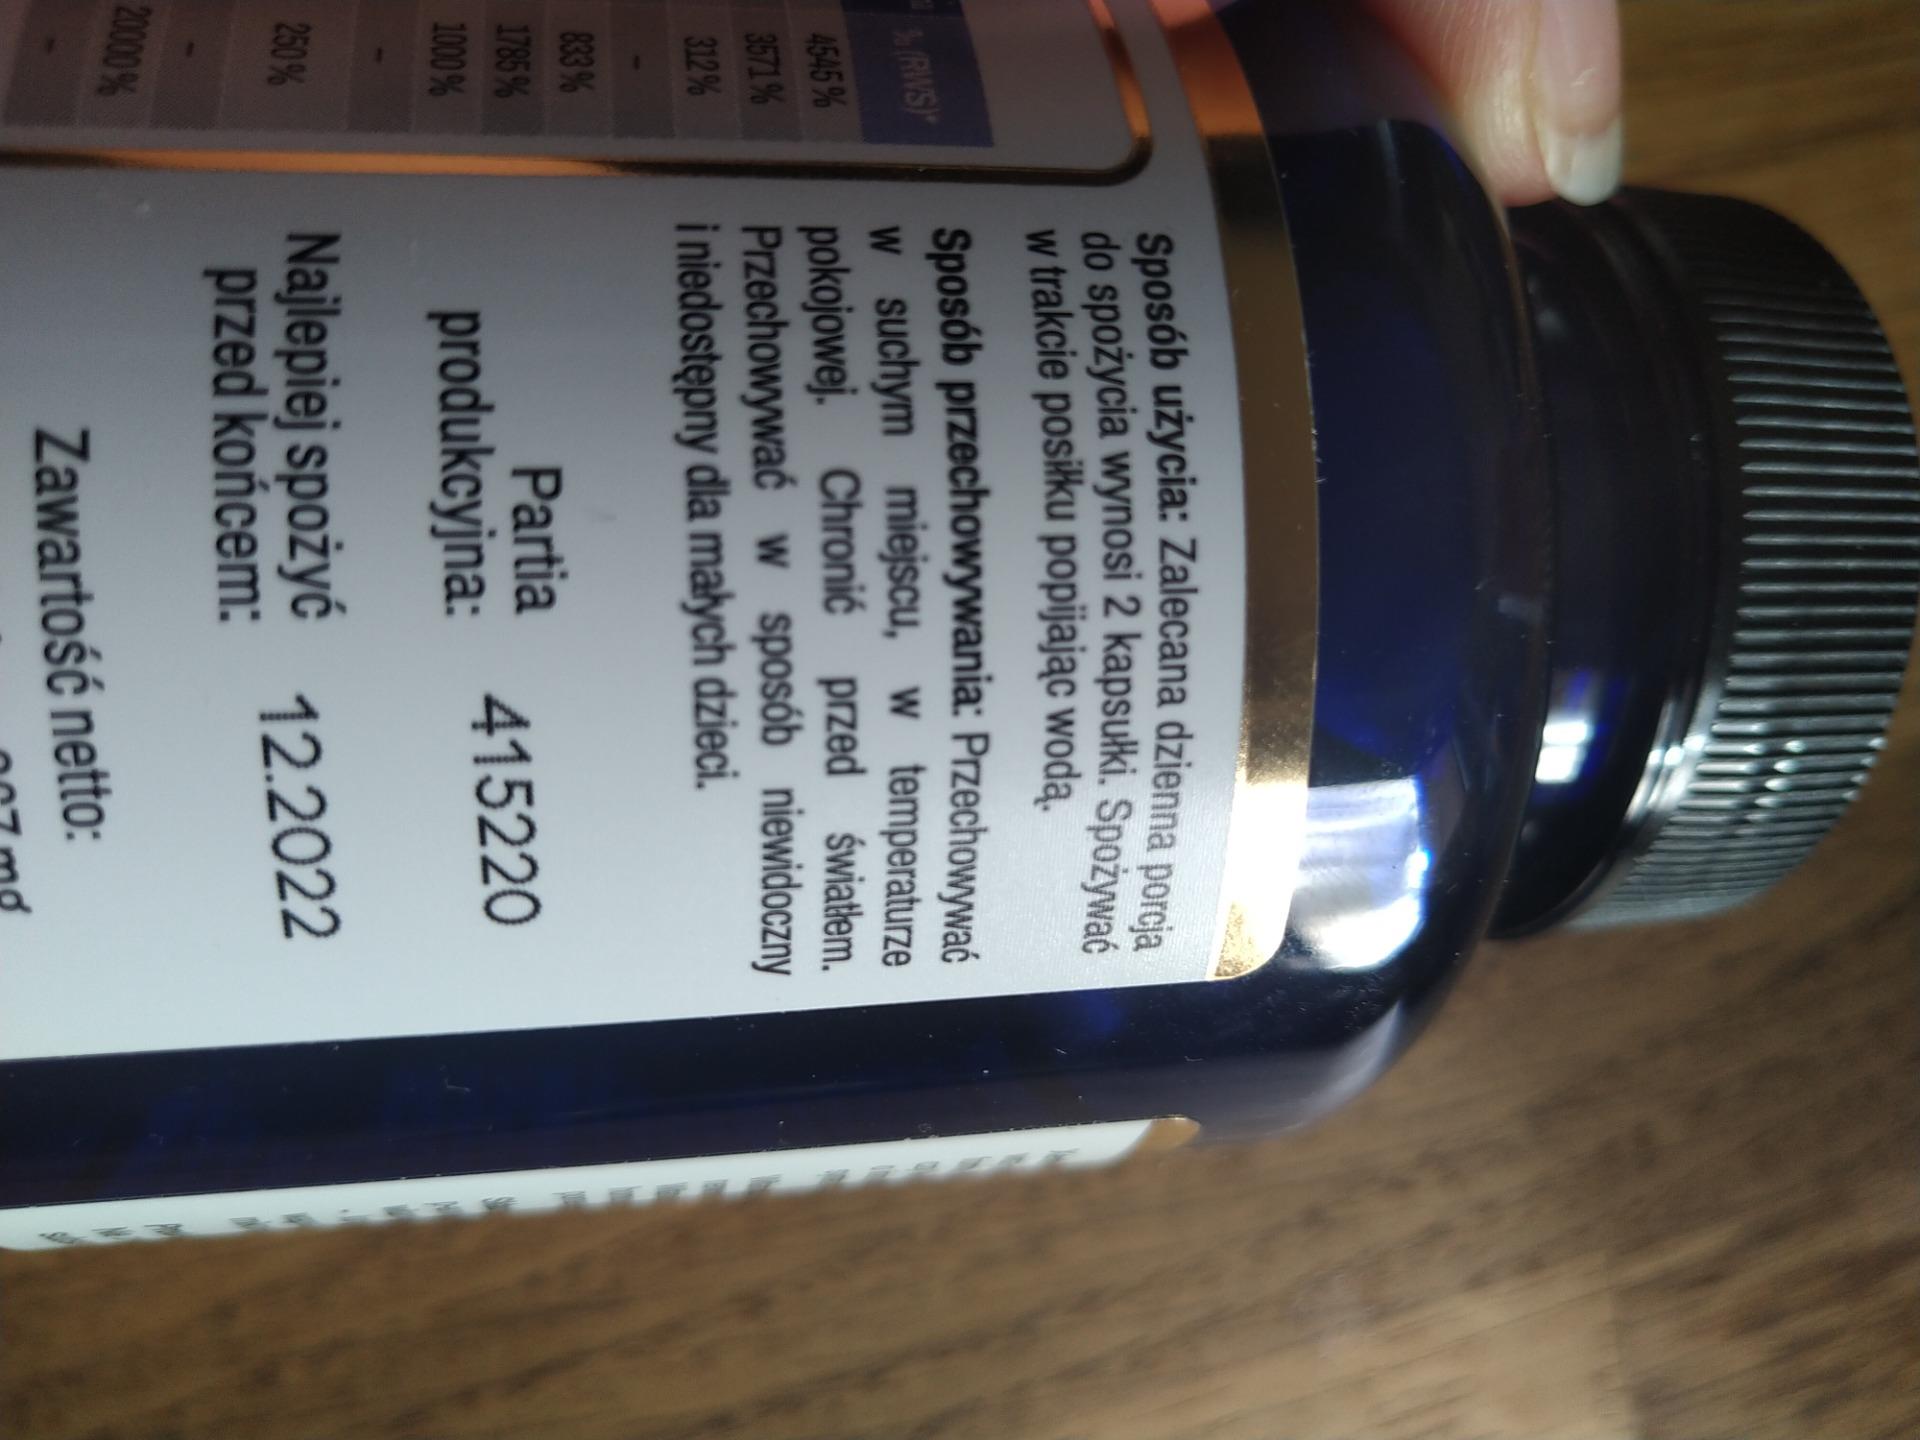 % (RWS)*
4545%
3571%
312%
-
833%
1785%
1000%
-
250%
-
20000%
-
Sposób użycia: Zalecana dzienna porcja
do spożycia wynosi 2 kapsułki. Spożywać
w trakcie posiłku popijając wodą.
Sposób przechowywania: Przechowywać
w suchym miejscu, w temperaturze
pokojowej. Chronić przed światłem.
Przechowywać w sposób niewidoczny
i niedostępny dla małych dzieci.
Partia
produkcyjna: 415220
Najlepiej spożyć
przed końcem: 12.2022
Zawartość netto: